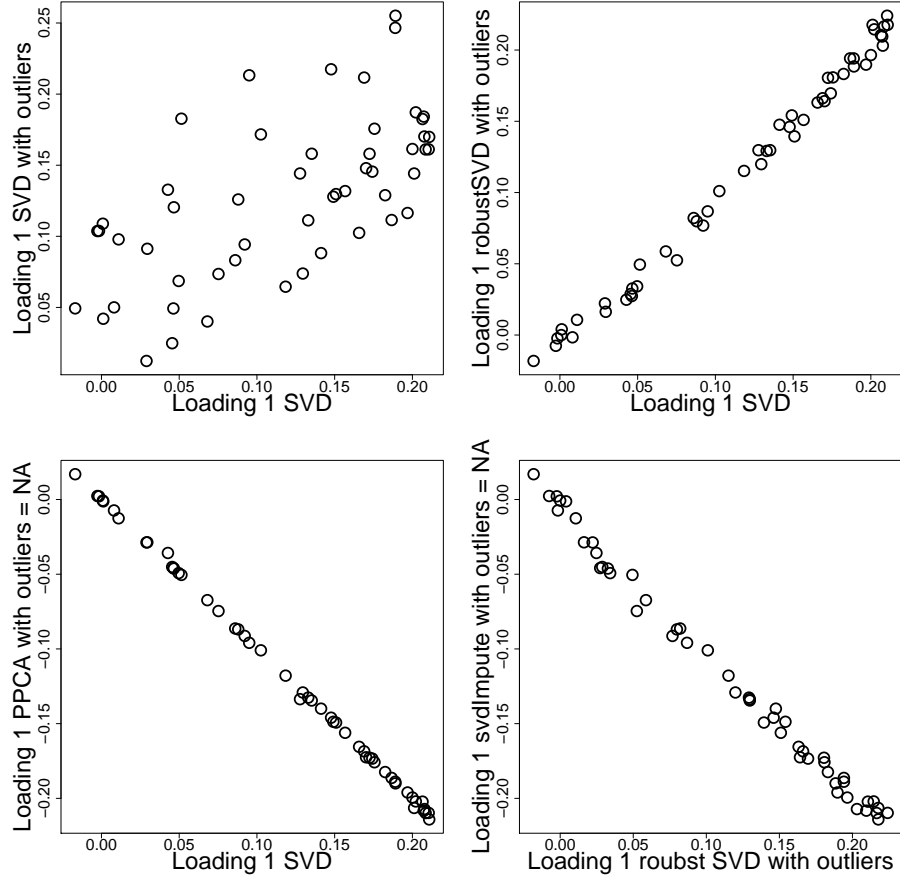 Loading 1 SVD with outliers
0.05 0.10 0.15 0.20 0.25
0.00 0.05 0.10 0.15 0.20
Loading 1 SVD
Loading 1 robustSVD with outliers
0.00 0.05 0.10 0.15 0.20
0.00 0.05 0.10 0.15 0.20
Loading 1 SVD
Loading 1 PPCA with outliers = NA
−0.20 −0.15 −0.10 −0.05 0.00
0.00 0.05 0.10 0.15 0.20
Loading 1 SVD
Loading 1 svdImpute with outliers = NA
−0.20 −0.15 −0.10 −0.05 0.00
0.00 0.05 0.10 0.15 0.20
Loading 1 roubst SVD with outliers